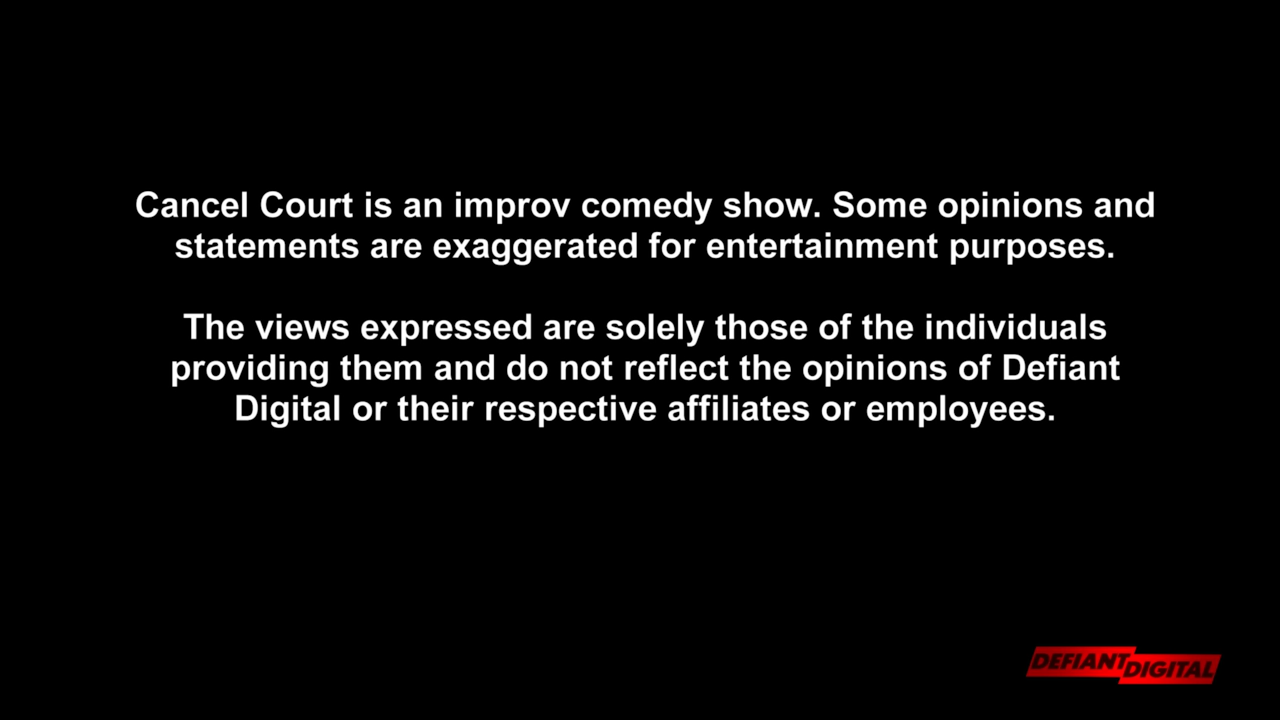 Cancel Court is an improv comedy show. Some opinions and
statements are exaggerated for entertainment purposes.
The views expressed are solely those of the individuals
providing them and do not reflect the opinions of Defiant
Digital or their respective affiliates or employees.
DEFIANT DIGITAL